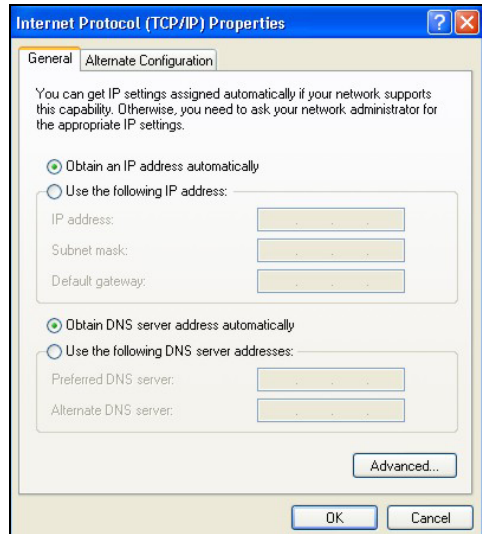 Internet Protocol (TCP/IP) Properties
General
Alternate Configuration
You can get IP settings assigned automatically if your network supports
this capability. Otherwise, you need to ask your network administrator for
the appropriate IP settings.
Obtain an IP address automatically
Use the following IP address:
IP address:
Subnet mask:
Default gateway:
Obtain DNS server address automatically
Use the following DNS server addresses:
Preferred DNS server:
Alternate DNS server:
Advanced...
OK
Cancel